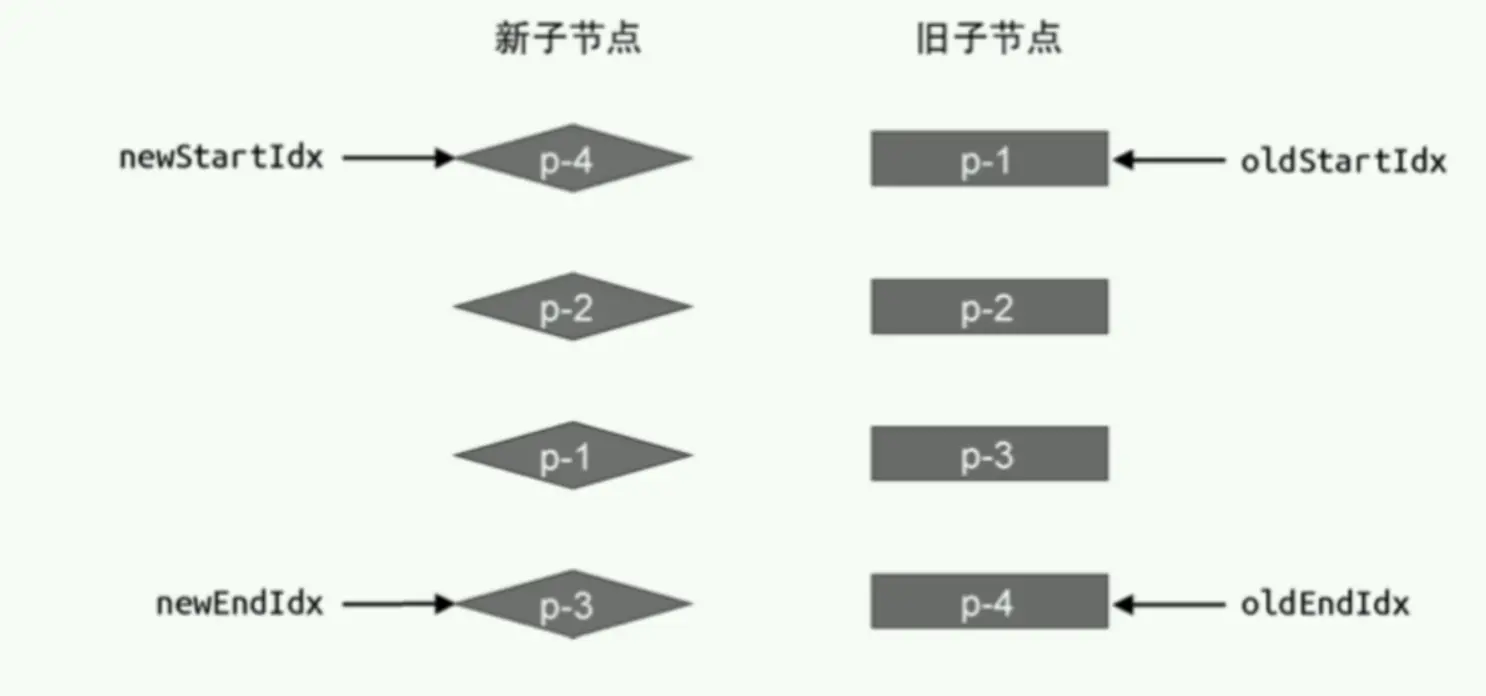 新子节点 旧子节点
newStartIdx p-4 p-1 oldStartIdx
p-2 p-2
p-1 p-3
newEndIdx p-3 p-4 oldEndIdx